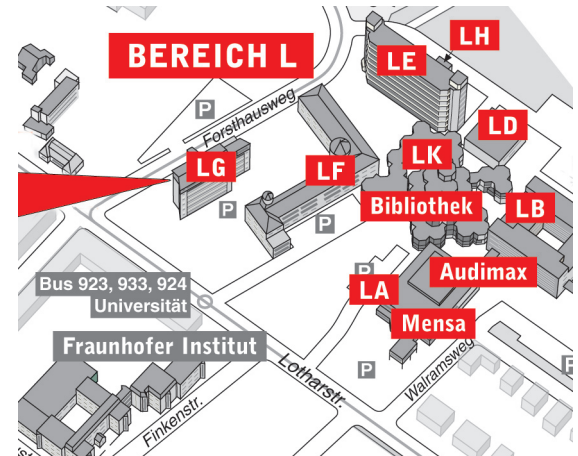 BEREICH L
LH
LE
P
Forsthausweg
LD
LK
LG
LF
P
P
Bibliothek
LB
P
Audimax
LA
Bus 923, 933, 924
Universität
Mensa
Fraunhofer Institut
Lotharstr.
P
Walramsweg
P
Finkenstr.